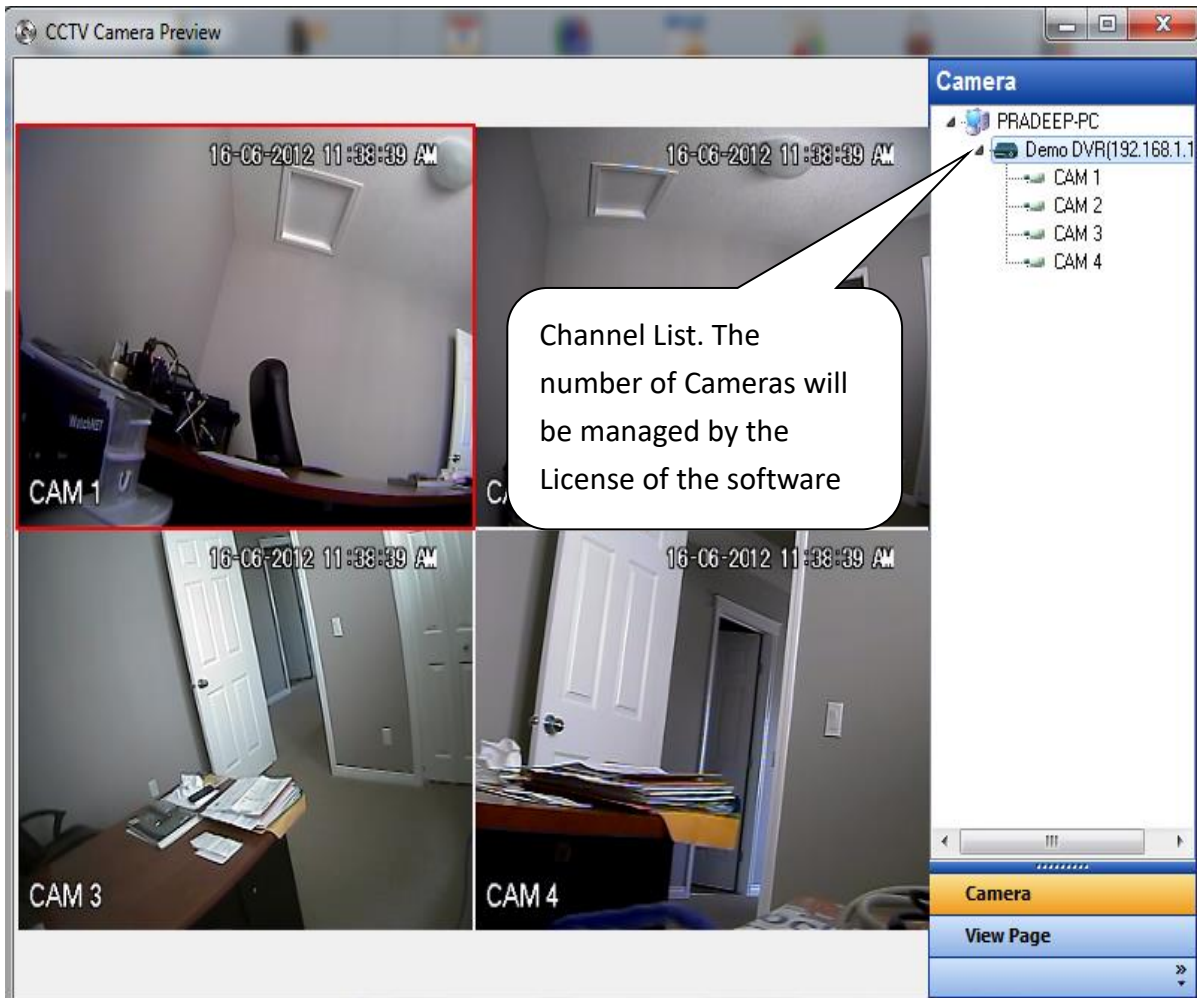 CCTV Camera Preview
Camera
PRADEEP-PC
Demo DVR(192.168.1.1
CAM 1
CAM 2
CAM 3
CAM 4
16-06-2012 11:38:39 AM
16-06-2012 11:38:39 AM
Channel List. The
number of Cameras will
be managed by the
License of the software
WatchNET
CAM 1
16-06-2012 11:38:39 AM
16-06-2012 11:38:39 AM
CAM 3
CAM 4
Camera
View Page